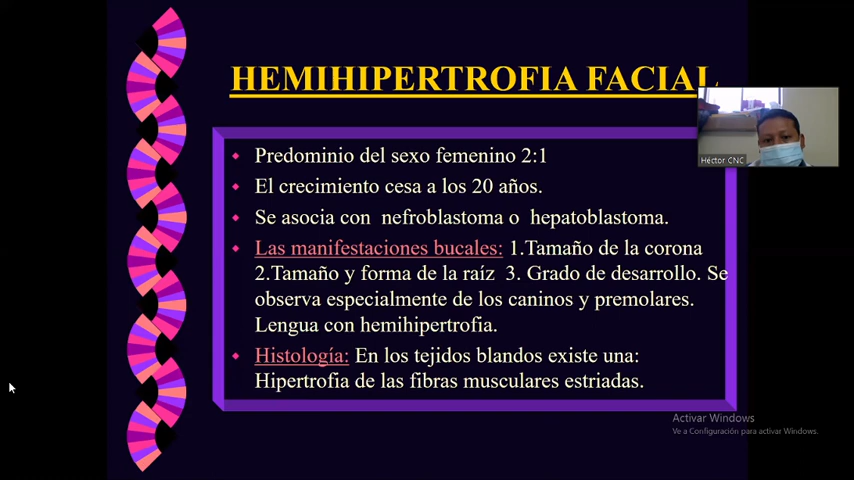 HEMIHIPERTROFIA FACIAL
Predominio del sexo femenino 2:1
El crecimiento cesa a los 20 años.
Se asocia con nefroblastoma o hepatoblastoma.
Las manifestaciones bucales: 1.Tamaño de la corona
2.Tamaño y forma de la raíz 3. Grado de desarrollo. Se
observa especialmente de los caninos y premolares.
Lengua con hemihipertrofia.
Histología: En los tejidos blandos existe una:
Hipertrofia de las fibras musculares estriadas.
Héctor CNC
Activar Windows
Ve a Configuración para activar Windows.